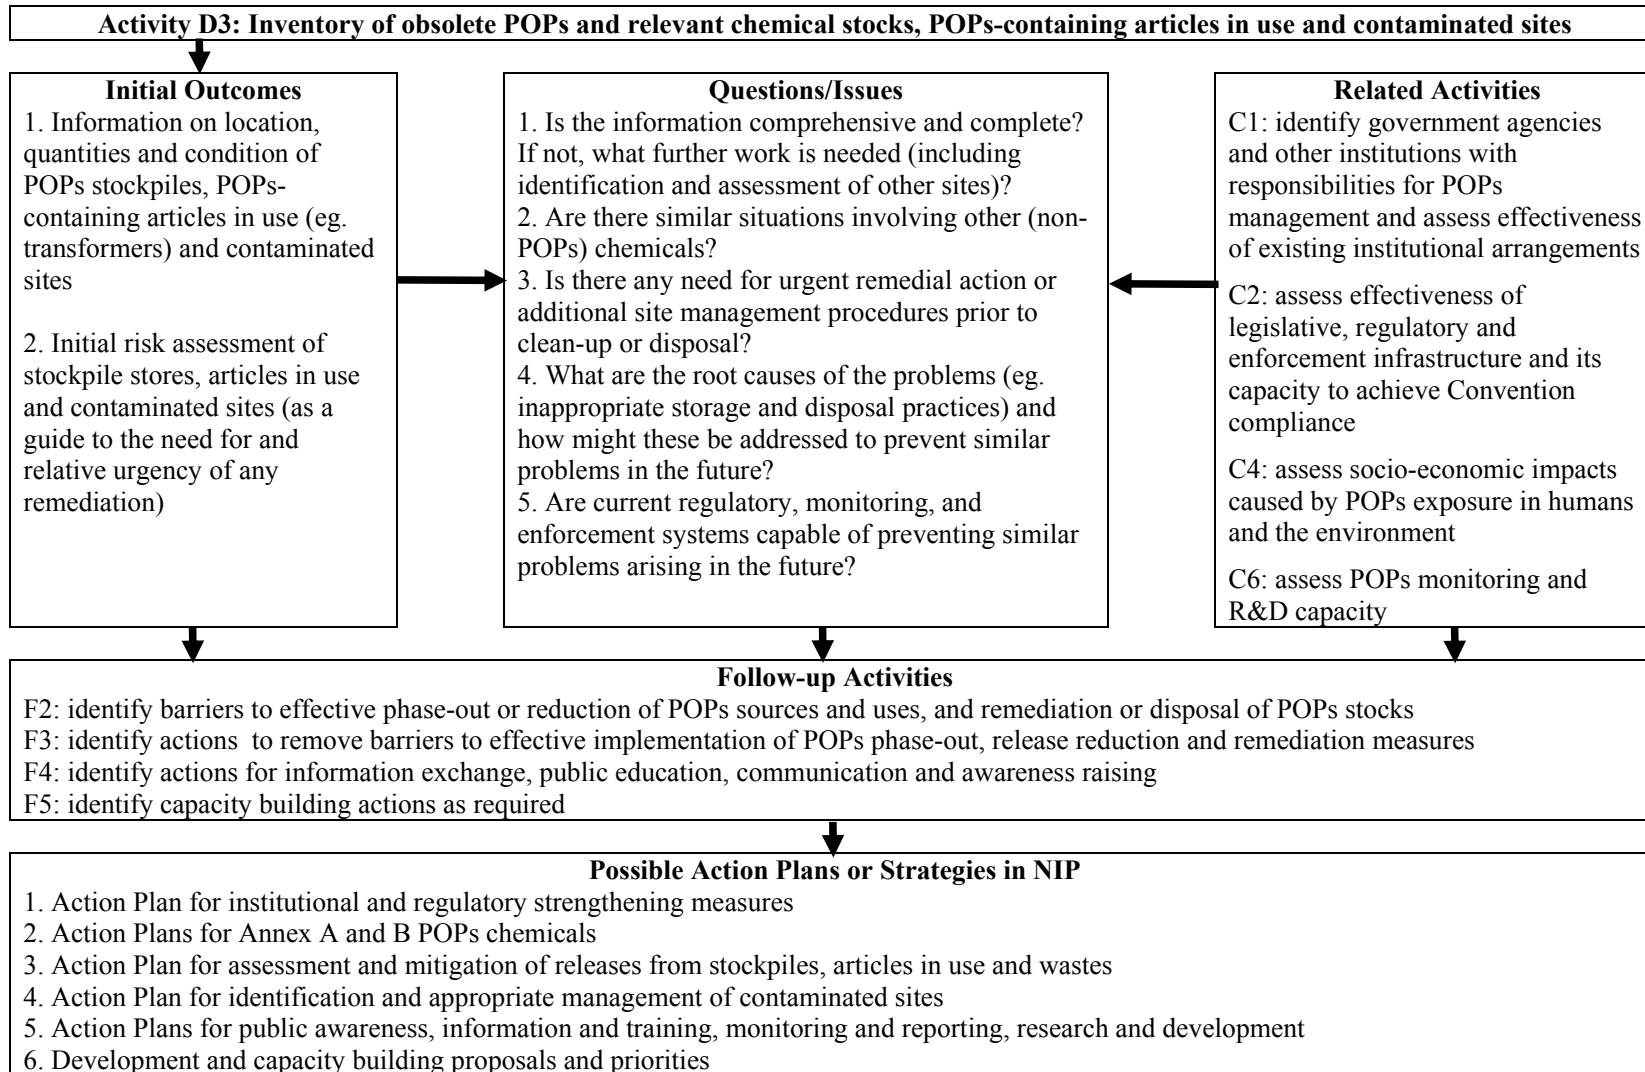 Activity D3: Inventory of obsolete POPs and relevant chemical stocks, POPs-containing articles in use and contaminated sites
Initial Outcomes
1. Information on location,
quantities and condition of
POPs stockpiles, POPs-
containing articles in use (eg.
transformers) and contaminated
sites
2. Initial risk assessment of
stockpile stores, articles in use
and contaminated sites (as a
guide to the need for and
relative urgency of any
remediation)
Questions/Issues
1. Is the information comprehensive and complete?
If not, what further work is needed (including
identification and assessment of other sites)?
2. Are there similar situations involving other (non-
POPs) chemicals?
3. Is there any need for urgent remedial action or
additional site management procedures prior to
clean-up or disposal?
4. What are the root causes of the problems (eg.
inappropriate storage and disposal practices) and
how might these be addressed to prevent similar
problems in the future?
5. Are current regulatory, monitoring, and
enforcement systems capable of preventing similar
problems arising in the future?
Related Activities
C1: identify government agencies
and other institutions with
responsibilities for POPs
management and assess effectiveness
of existing institutional arrangements
C2: assess effectiveness of
legislative, regulatory and
enforcement infrastructure and its
capacity to achieve Convention
compliance
C4: assess socio-economic impacts
caused by POPs exposure in humans
and the environment
C6: assess POPs monitoring and
R&D capacity
Follow-up Activities
F2: identify barriers to effective phase-out or reduction of POPs sources and uses, and remediation or disposal of POPs stocks
F3: identify actions to remove barriers to effective implementation of POPs phase-out, release reduction and remediation measures
F4: identify actions for information exchange, public education, communication and awareness raising
F5: identify capacity building actions as required
Possible Action Plans or Strategies in NIP
1. Action Plan for institutional and regulatory strengthening measures
2. Action Plans for Annex A and B POPs chemicals
3. Action Plan for assessment and mitigation of releases from stockpiles, articles in use and wastes
4. Action Plan for identification and appropriate management of contaminated sites
5. Action Plans for public awareness, information and training, monitoring and reporting, research and development
6. Development and capacity building proposals and priorities